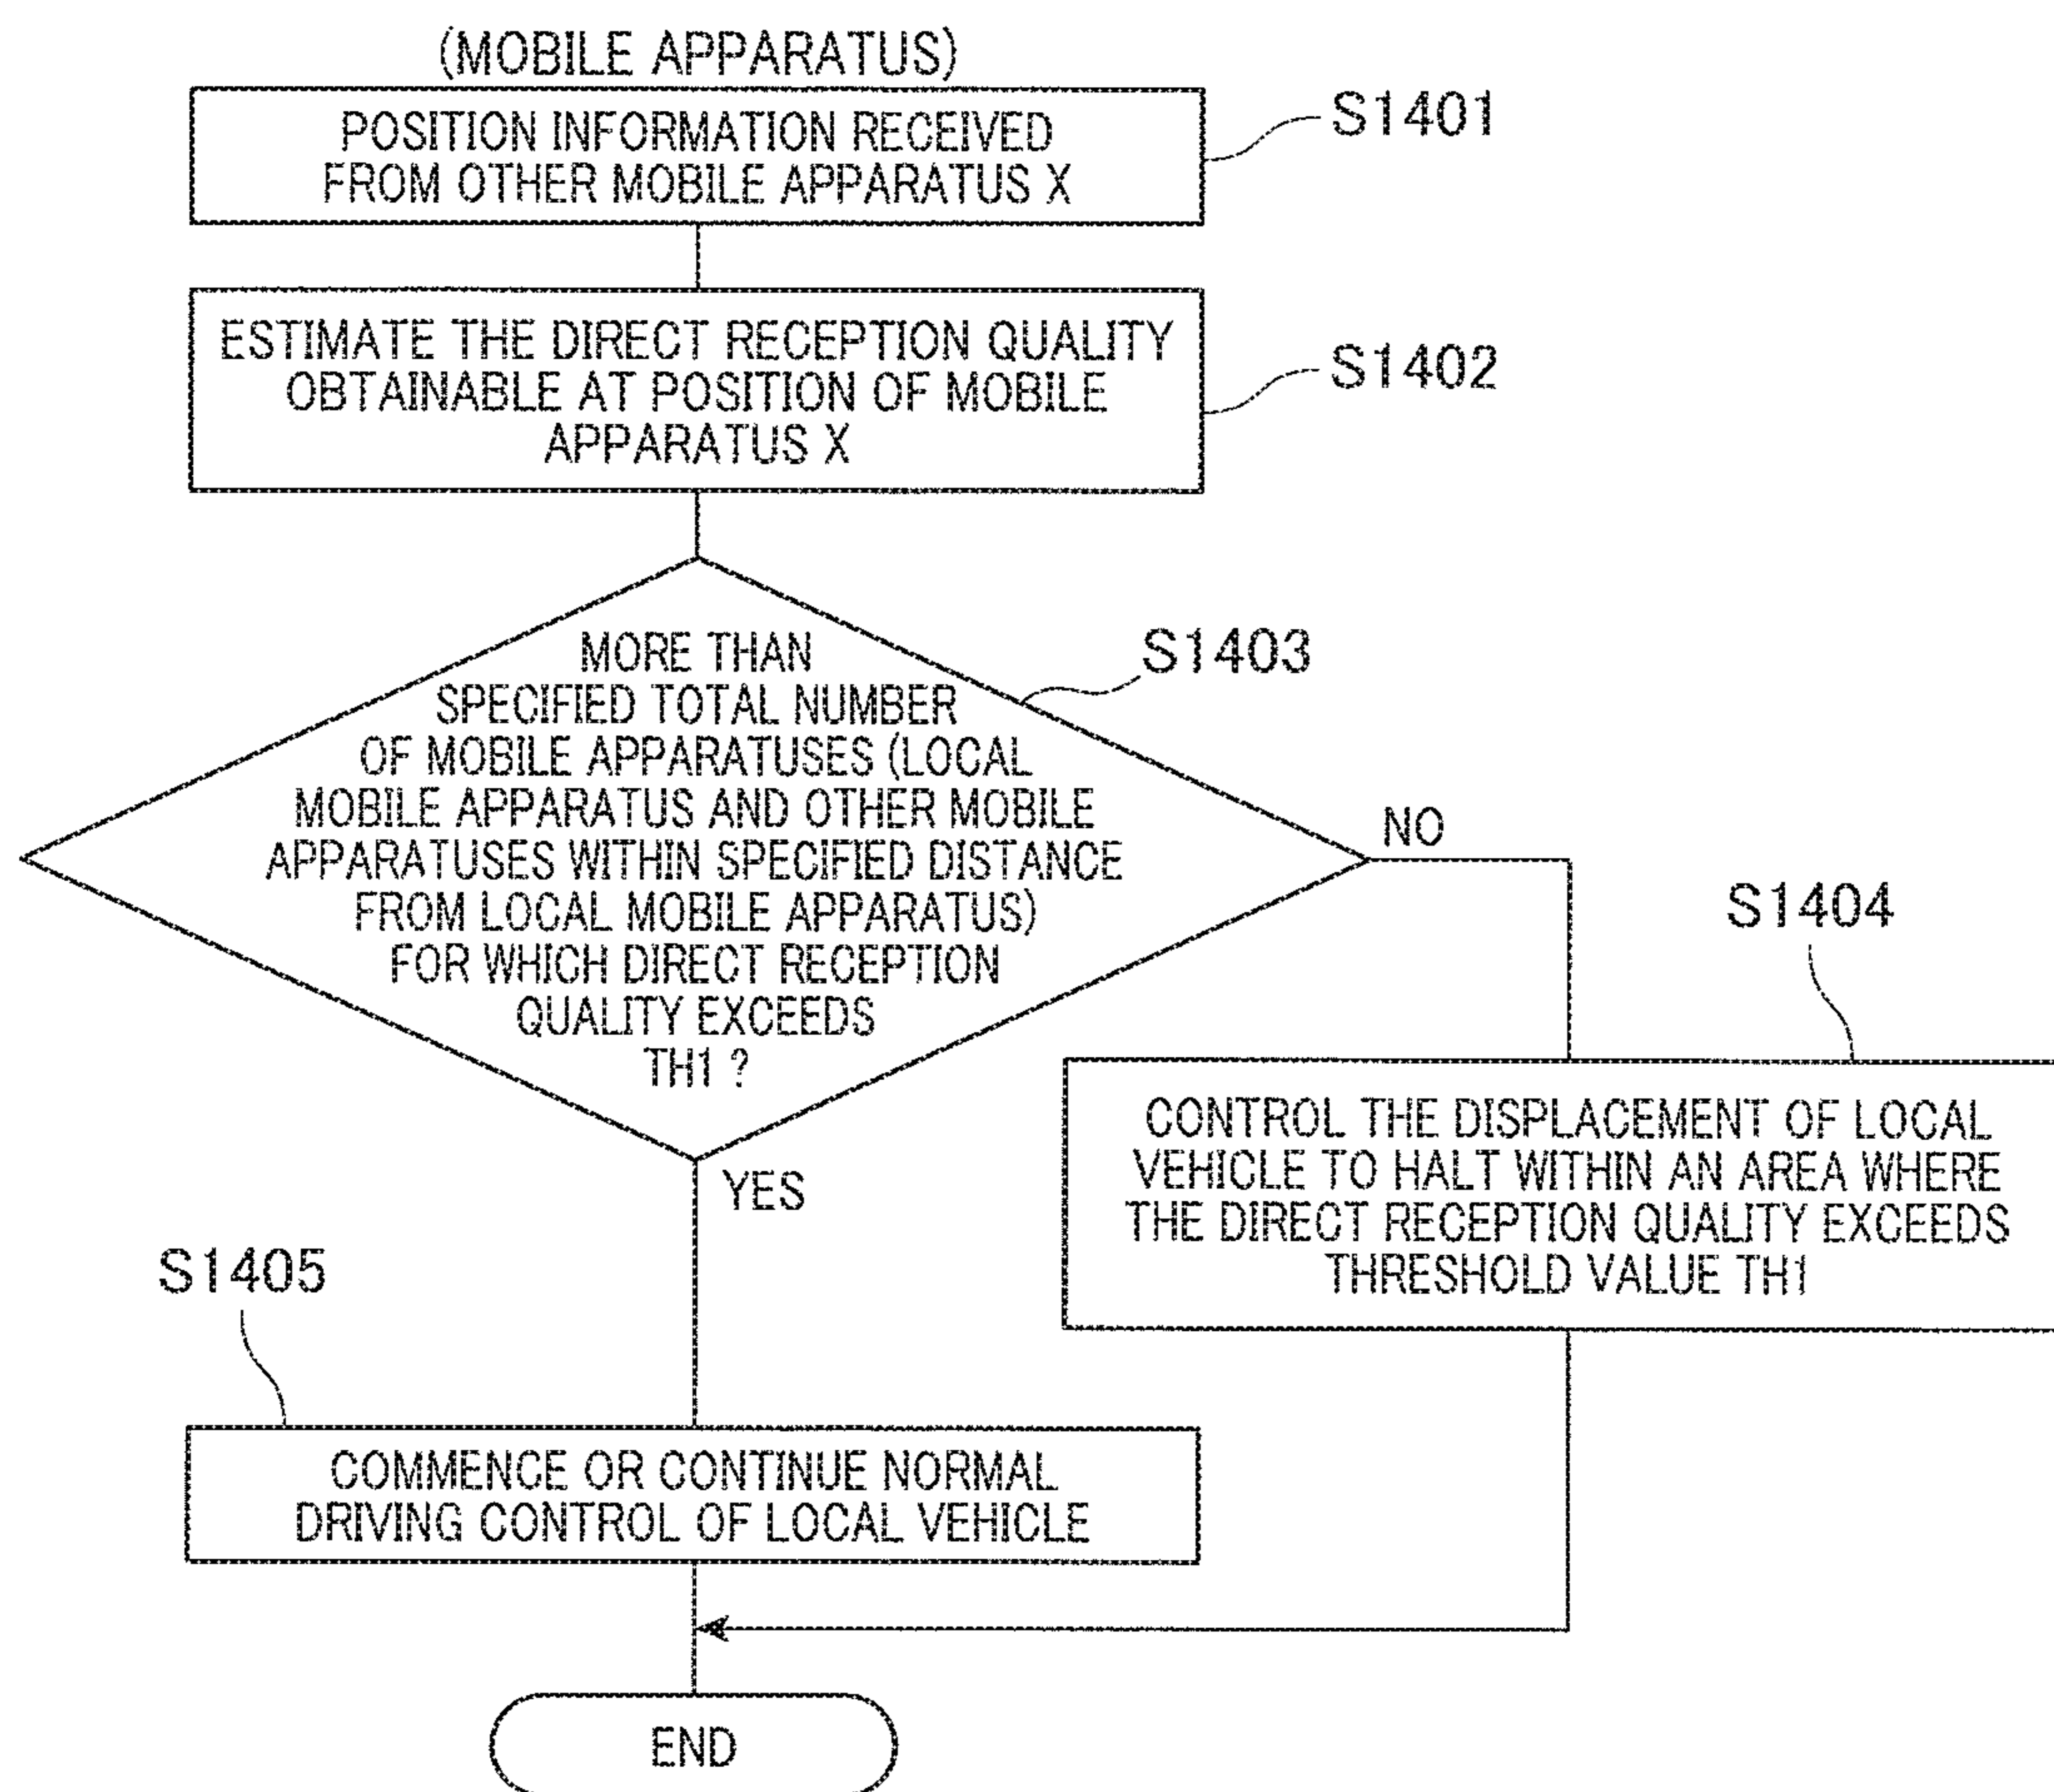 (MOBILE APPARATUS)
POSITION INFORMATION RECEIVED
FROM OTHER MOBILE APPARATUS X
S1401
ESTIMATE THE DIRECT RECEPTION QUALITY
OBTAINABLE AT POSITION OF MOBILE
APPARATUS X
S1402
MORE THAN
SPECIFIED TOTAL NUMBER
OF MOBILE APPARATUSES (LOCAL
MOBILE APPARATUS AND OTHER MOBILE
APPARATUSES WITHIN SPECIFIED DISTANCE
FROM LOCAL MOBILE APPARATUS)
FOR WHICH DIRECT RECEPTION
QUALITY EXCEEDS
TH1 ?
S1403
NO
S1404
CONTROL THE DISPLACEMENT OF LOCAL
VEHICLE TO HALT WITHIN AN AREA WHERE
THE DIRECT RECEPTION QUALITY EXCEEDS
THRESHOLD VALUE TH1
YES
S1405
COMMENCE OR CONTINUE NORMAL
DRIVING CONTROL OF LOCAL VEHICLE
END